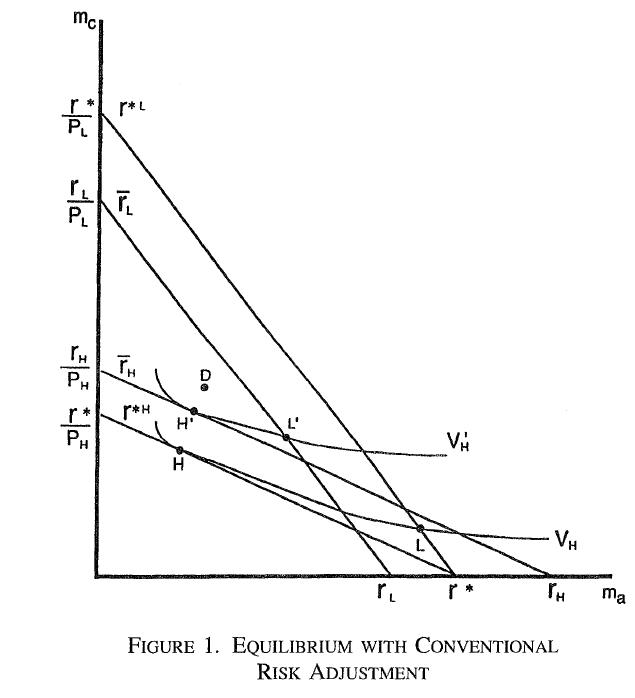 m_c
r*/P_L r*L
r_L/P_L r̄_L
r_H/P_H r̄_H
D
r*/P_H r*H
H'
L'
V'_H
H
L
V_H
r_L r* r_H m_a
FIGURE 1. EQUILIBRIUM WITH CONVENTIONAL
RISK ADJUSTMENT